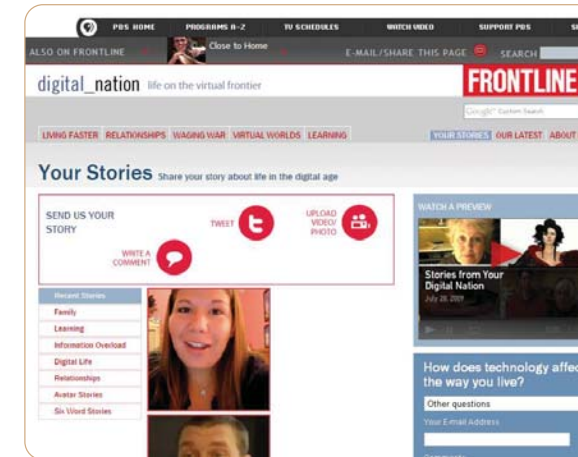 PBS HOME PROGRAMS A-Z TV SCHEDULES WATCH VIDEO SUPPORT PBS
ALSO ON FRONTLINE Close to Home E-MAIL/SHARE THIS PAGE SEARCH
digital_nation life on the virtual frontier FRONTLINE
Google™ Custom Search
LIVING FASTER RELATIONSHIPS WAGING WAR VIRTUAL WORLDS LEARNING YOUR STORIES OUR LATEST ABOUT
Your Stories Share your story about life in the digital age
SEND US YOUR
STORY
WRITE A
COMMENT
TWEET
UPLOAD
VIDEO/
PHOTO
WATCH A PREVIEW
Stories from Your
Digital Nation
July 28, 2009
Recent Stories
Family
Learning
Information Overload
Digital Life
Relationships
Avatar Stories
Six Word Stories
How does technology affec
the way you live?
Other questions
Your E-mail Address
Comments